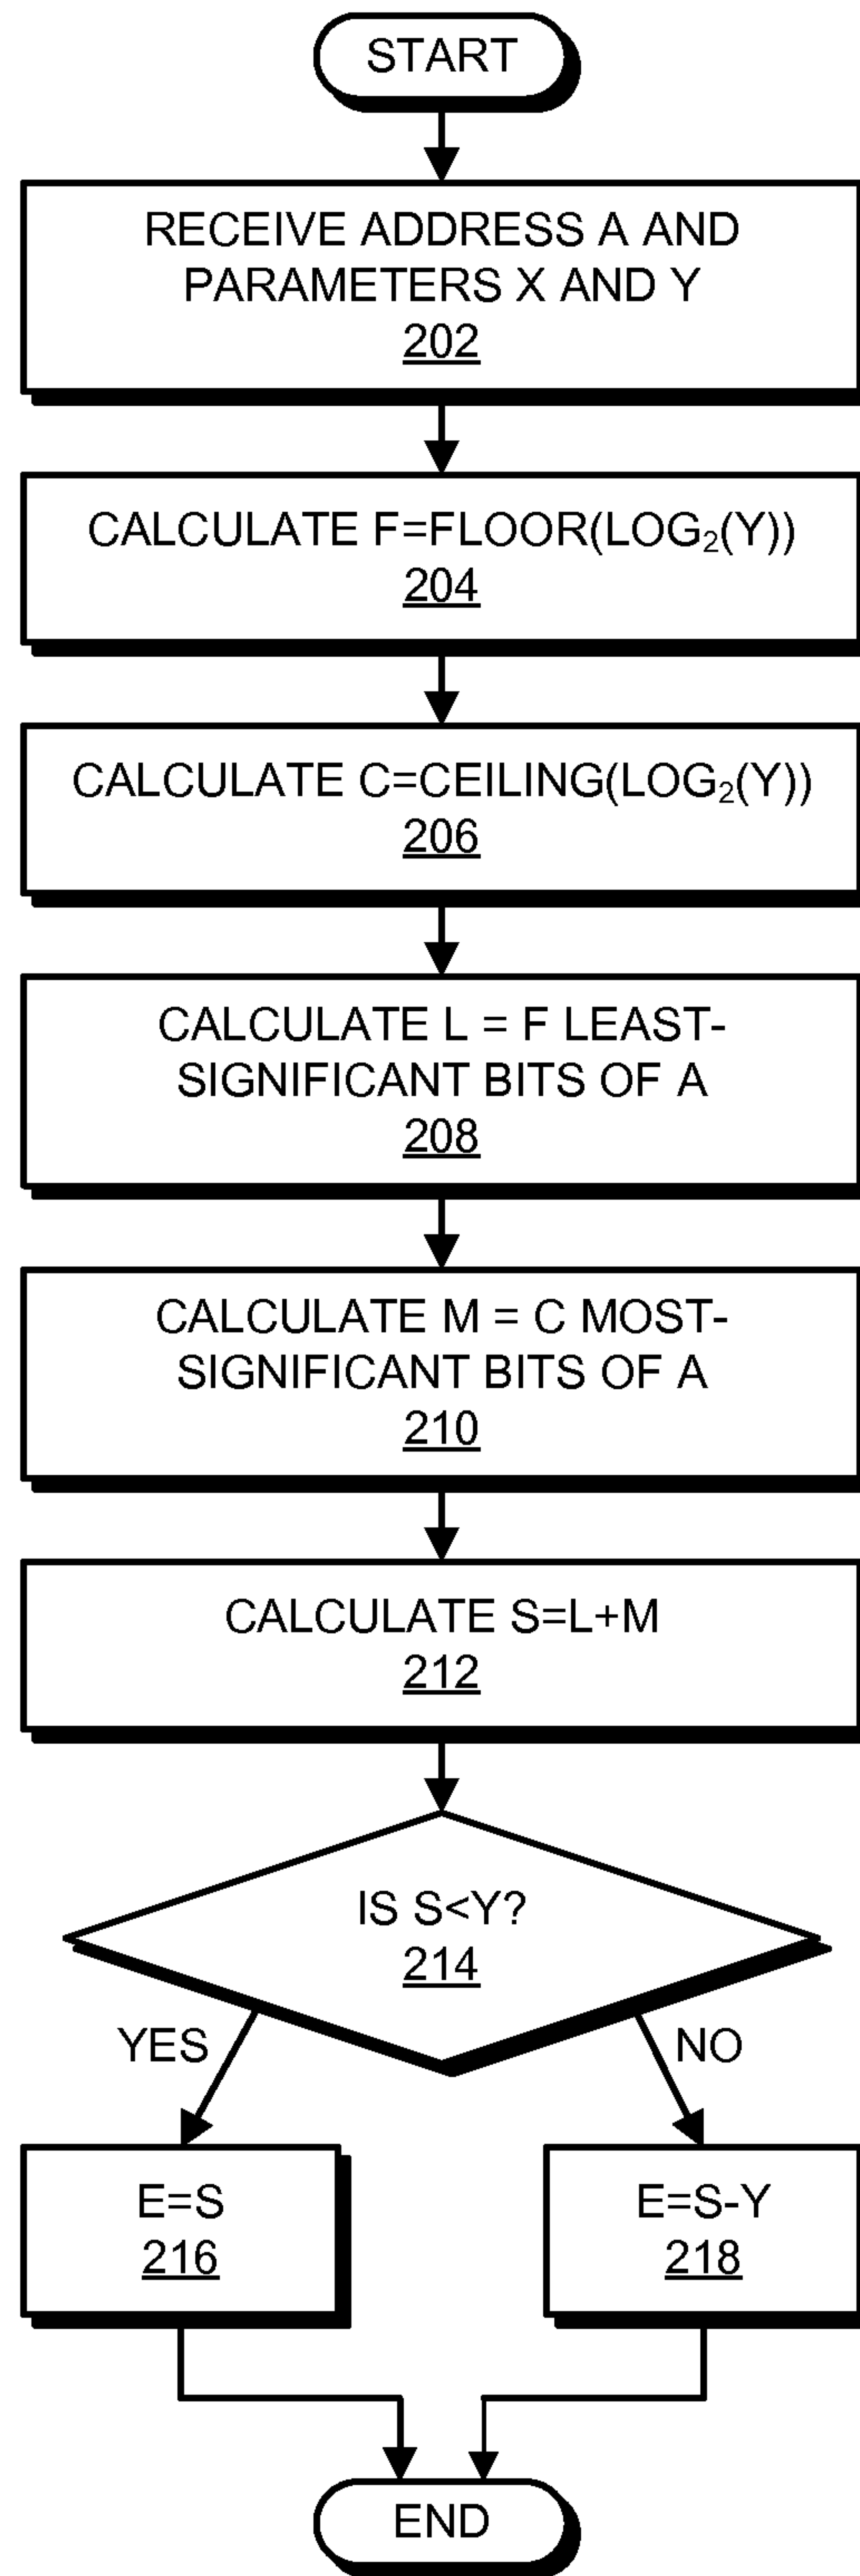 START
RECEIVE ADDRESS A AND
PARAMETERS X AND Y
202
CALCULATE F=FLOOR(LOG₂(Y))
204
CALCULATE C=CEILING(LOG₂(Y))
206
CALCULATE L = F LEAST-
SIGNIFICANT BITS OF A
208
CALCULATE M = C MOST-
SIGNIFICANT BITS OF A
210
CALCULATE S=L+M
212
IS S<Y?
214
YES
NO
E=S
216
E=S-Y
218
END